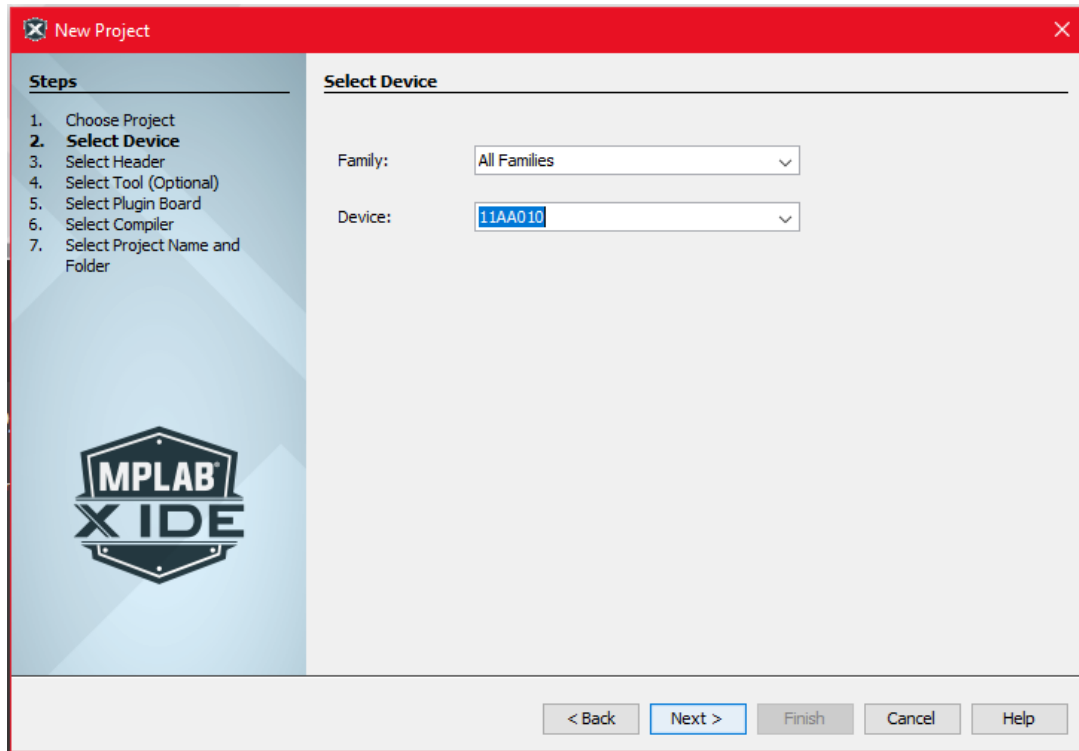 New Project
Steps
1. Choose Project
2. Select Device
3. Select Header
4. Select Tool (Optional)
5. Select Plugin Board
6. Select Compiler
7. Select Project Name and
Folder
MPLAB®
X IDE
Select Device
Family: All Families
Device: 11AA010
< Back Next > Finish Cancel Help